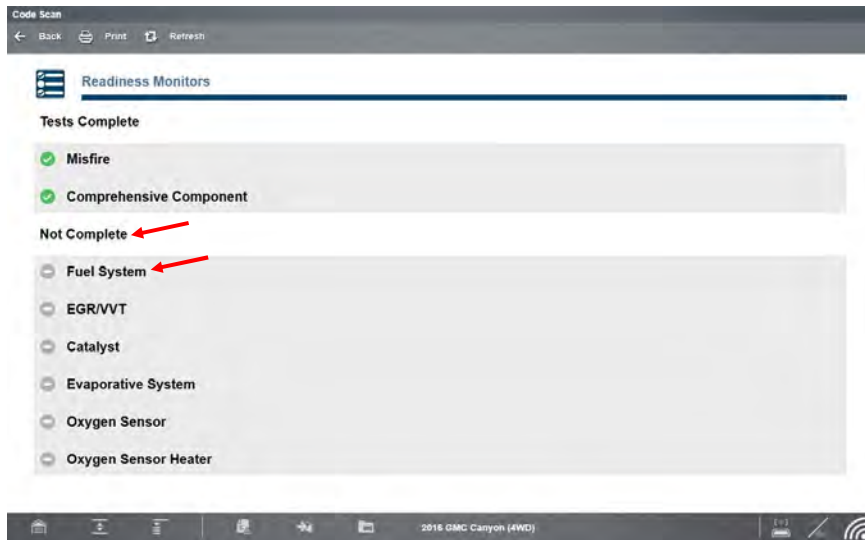 Code Scan
Back Print Refresh
Readiness Monitors
Tests Complete
Misfire
Comprehensive Component
Not Complete
Fuel System
EGR/VVT
Catalyst
Evaporative System
Oxygen Sensor
Oxygen Sensor Heater
2016 GMC Canyon (4WD)